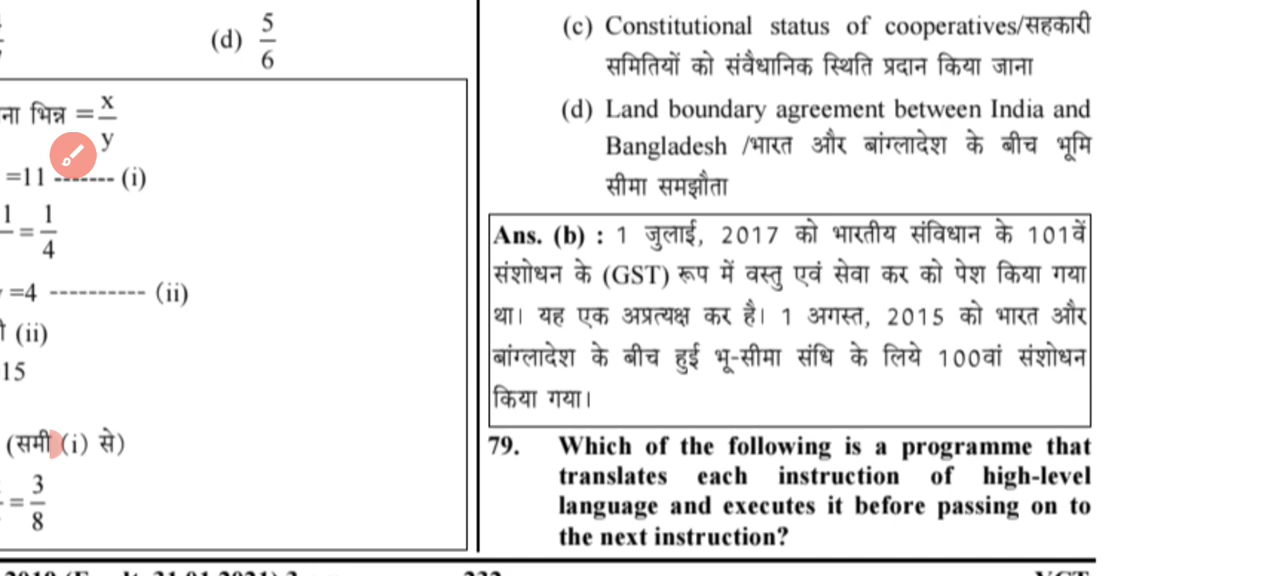 (d) 5/6
ना भिन्न = x/y
=11 ------- (i)
1 = 1/4
=4 ---------- (ii)
(ii)
15
(समी (i) से)
= 3/8
(c) Constitutional status of cooperatives/सहकारी
समितियों को संवैधानिक स्थिति प्रदान किया जाना
(d) Land boundary agreement between India and
Bangladesh /भारत और बांग्लादेश के बीच भूमि
सीमा समझौता
Ans. (b) : 1 जुलाई, 2017 को भारतीय संविधान के 101वें
संशोधन के (GST) रूप में वस्तु एवं सेवा कर को पेश किया गया
था। यह एक अप्रत्यक्ष कर है। 1 अगस्त, 2015 को भारत और
बांग्लादेश के बीच हुई भू-सीमा संधि के लिये 100वां संशोधन
किया गया।
79. Which of the following is a programme that
translates each instruction of high-level
language and executes it before passing on to
the next instruction?